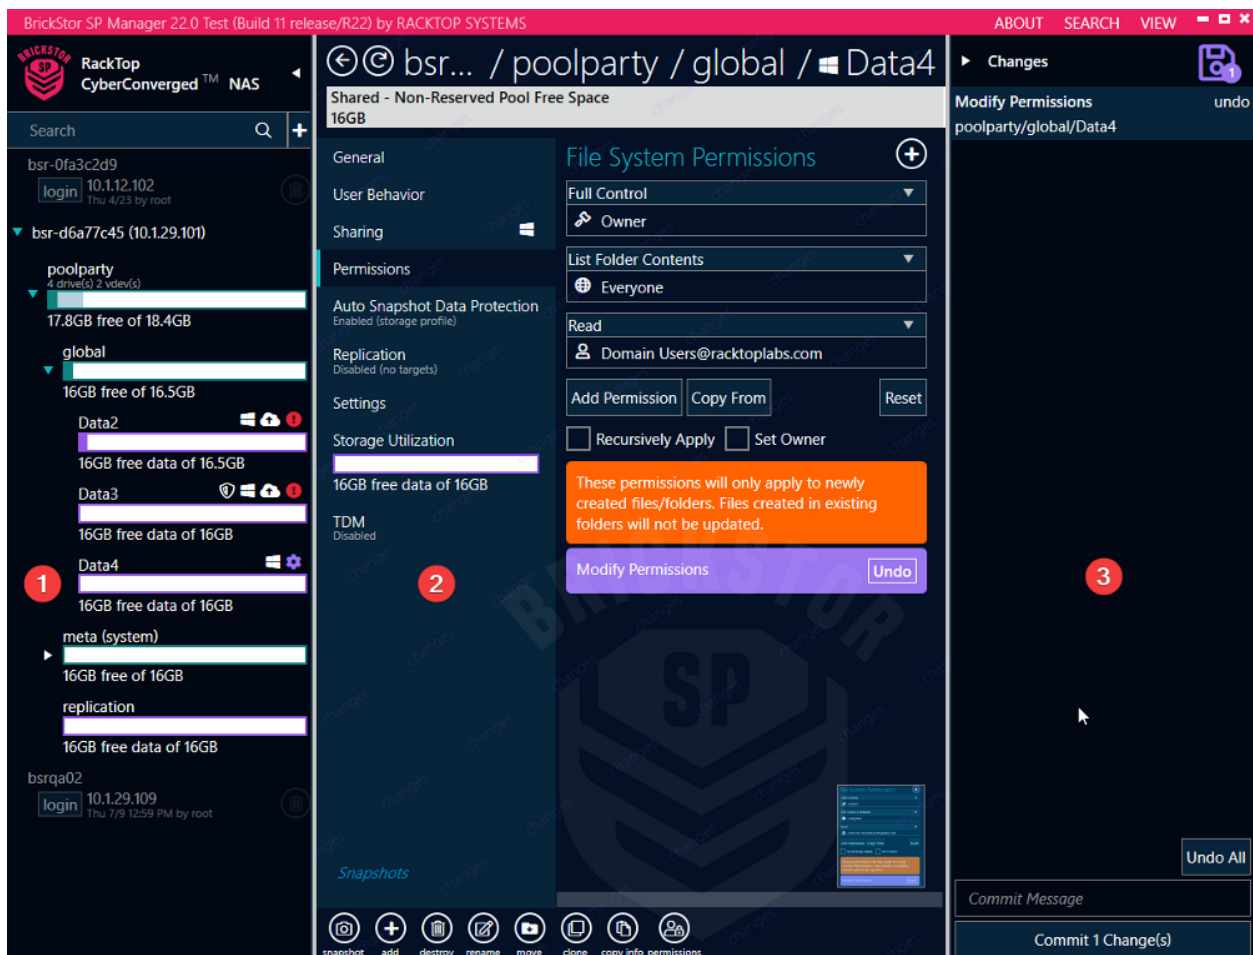 BrickStor SP Manager 22.0 Test (Build 11 release/R22) by RACKTOP SYSTEMS
ABOUT SEARCH VIEW
BRICKSTOR
SP
RackTop
CyberConverged TM NAS
Search
bsr-0fa3c2d9
login 10.1.12.102
Thu 4/23 by root
bsr-d6a77c45 (10.1.29.101)
poolparty
4 drive(s) 2 vdev(s)
17.8GB free of 18.4GB
global
16GB free of 16.5GB
Data2
16GB free data of 16.5GB
Data3
16GB free data of 16GB
Data4
1
16GB free data of 16GB
meta (system)
16GB free of 16GB
replication
16GB free data of 16GB
bsrqa02
login 10.1.29.109
Thu 7/9 12:59 PM by root
bsr... / poolparty / global / Data4
Shared - Non-Reserved Pool Free Space
16GB
General
User Behavior
Sharing
Permissions
Auto Snapshot Data Protection
Enabled (storage profile)
Replication
Disabled (no targets)
Settings
Storage Utilization
16GB free data of 16GB
TDM
Disabled
2
Snapshots
File System Permissions
Full Control
Owner
List Folder Contents
Everyone
Read
Domain Users@racktoplabs.com
Add Permission Copy From Reset
Recursively Apply Set Owner
These permissions will only apply to newly
created files/folders. Files created in existing
folders will not be updated.
Modify Permissions Undo
BRICKSTOR
SP
snapshot add destroy rename move clone copy info permissions
Changes
1
Modify Permissions undo
poolparty/global/Data4
3
Undo All
Commit Message
Commit 1 Change(s)